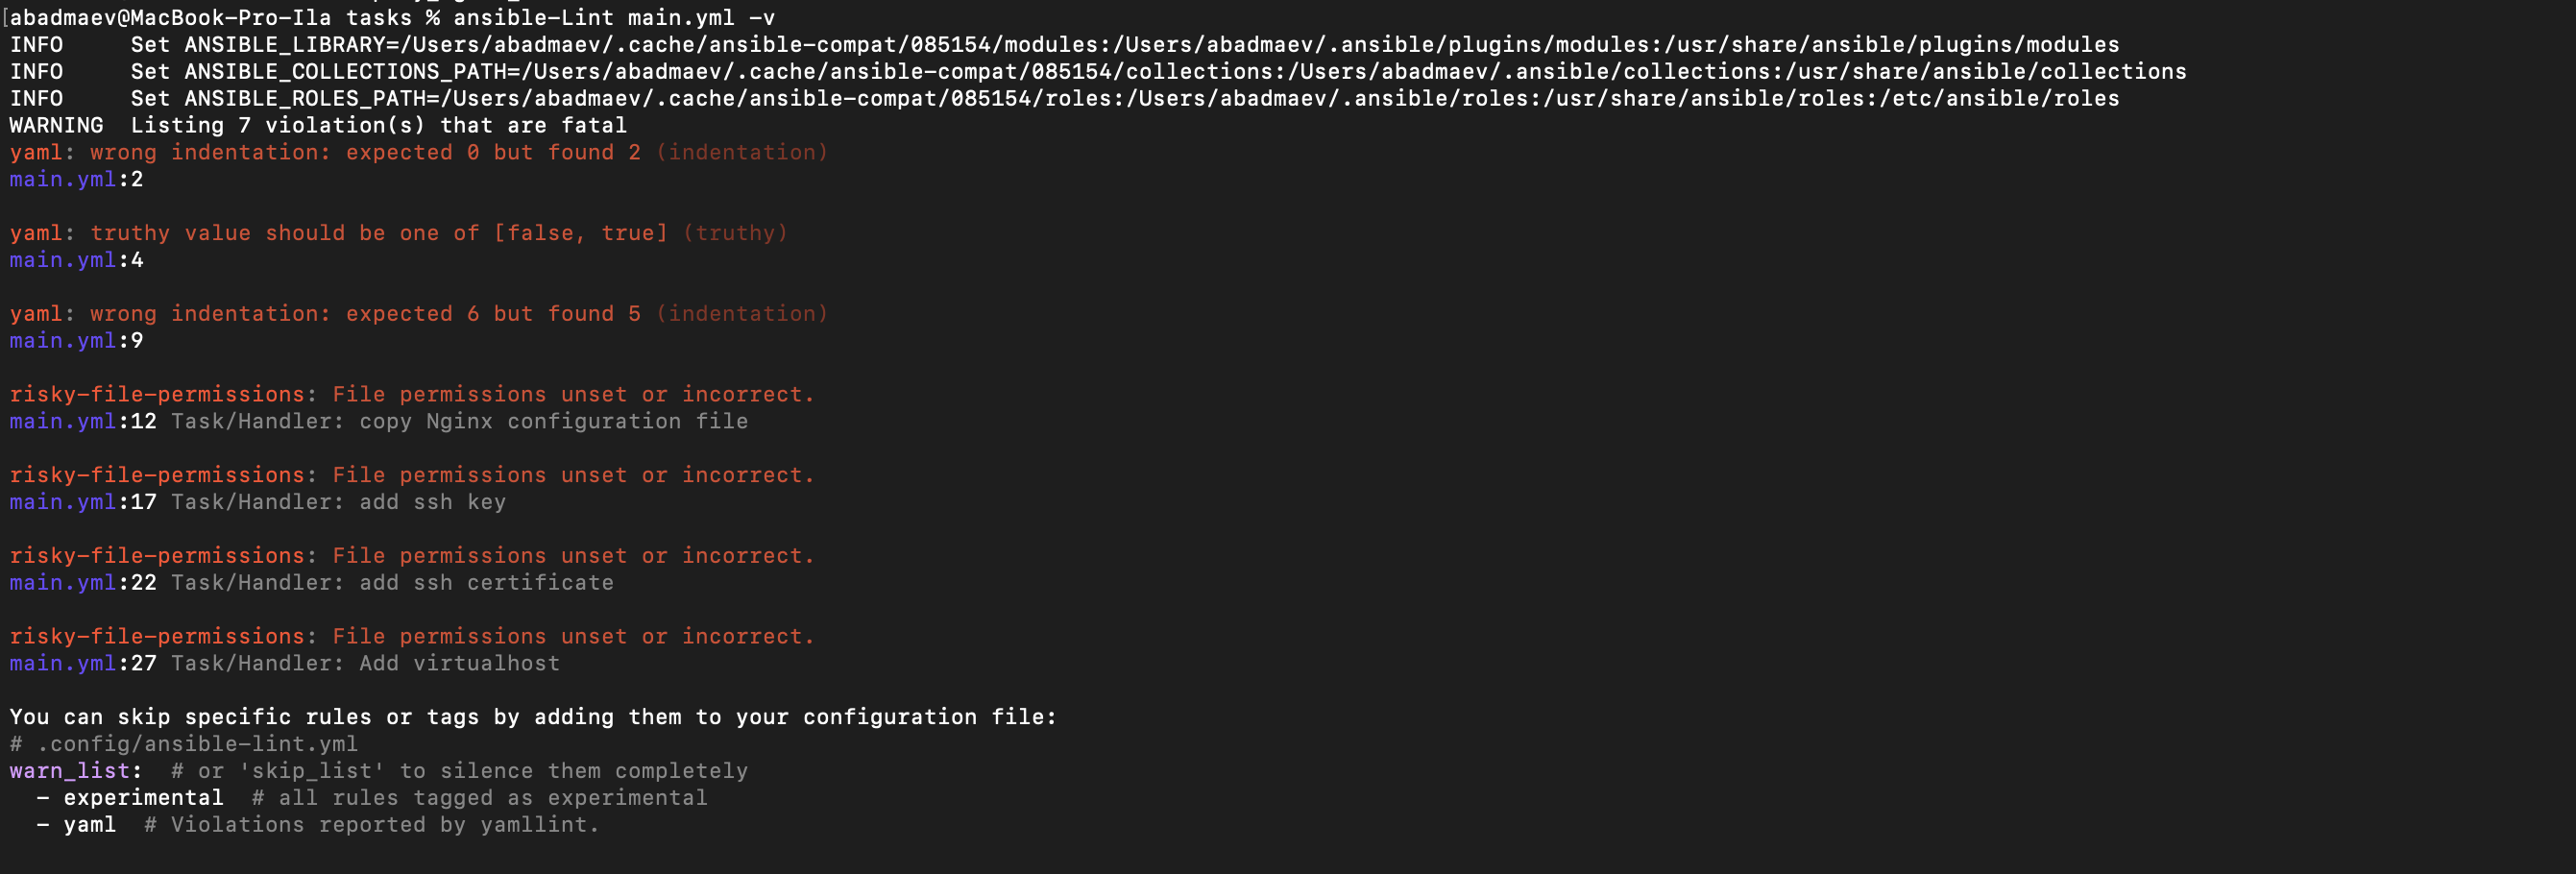 [abadmaev@MacBook-Pro-Ila tasks % ansible-Lint main.yml -v
INFO     Set ANSIBLE_LIBRARY=/Users/abadmaev/.cache/ansible-compat/085154/modules:/Users/abadmaev/.ansible/plugins/modules:/usr/share/ansible/plugins/modules
INFO     Set ANSIBLE_COLLECTIONS_PATH=/Users/abadmaev/.cache/ansible-compat/085154/collections:/Users/abadmaev/.ansible/collections:/usr/share/ansible/collections
INFO     Set ANSIBLE_ROLES_PATH=/Users/abadmaev/.cache/ansible-compat/085154/roles:/Users/abadmaev/.ansible/roles:/usr/share/ansible/roles:/etc/ansible/roles
WARNING  Listing 7 violation(s) that are fatal
yaml: wrong indentation: expected 0 but found 2 (indentation)
main.yml:2
yaml: truthy value should be one of [false, true] (truthy)
main.yml:4
yaml: wrong indentation: expected 6 but found 5 (indentation)
main.yml:9
risky-file-permissions: File permissions unset or incorrect.
main.yml:12 Task/Handler: copy Nginx configuration file
risky-file-permissions: File permissions unset or incorrect.
main.yml:17 Task/Handler: add ssh key
risky-file-permissions: File permissions unset or incorrect.
main.yml:22 Task/Handler: add ssh certificate
risky-file-permissions: File permissions unset or incorrect.
main.yml:27 Task/Handler: Add virtualhost
You can skip specific rules or tags by adding them to your configuration file:
# .config/ansible-lint.yml
warn_list:  # or 'skip_list' to silence them completely
  - experimental  # all rules tagged as experimental
  - yaml  # Violations reported by yamllint.